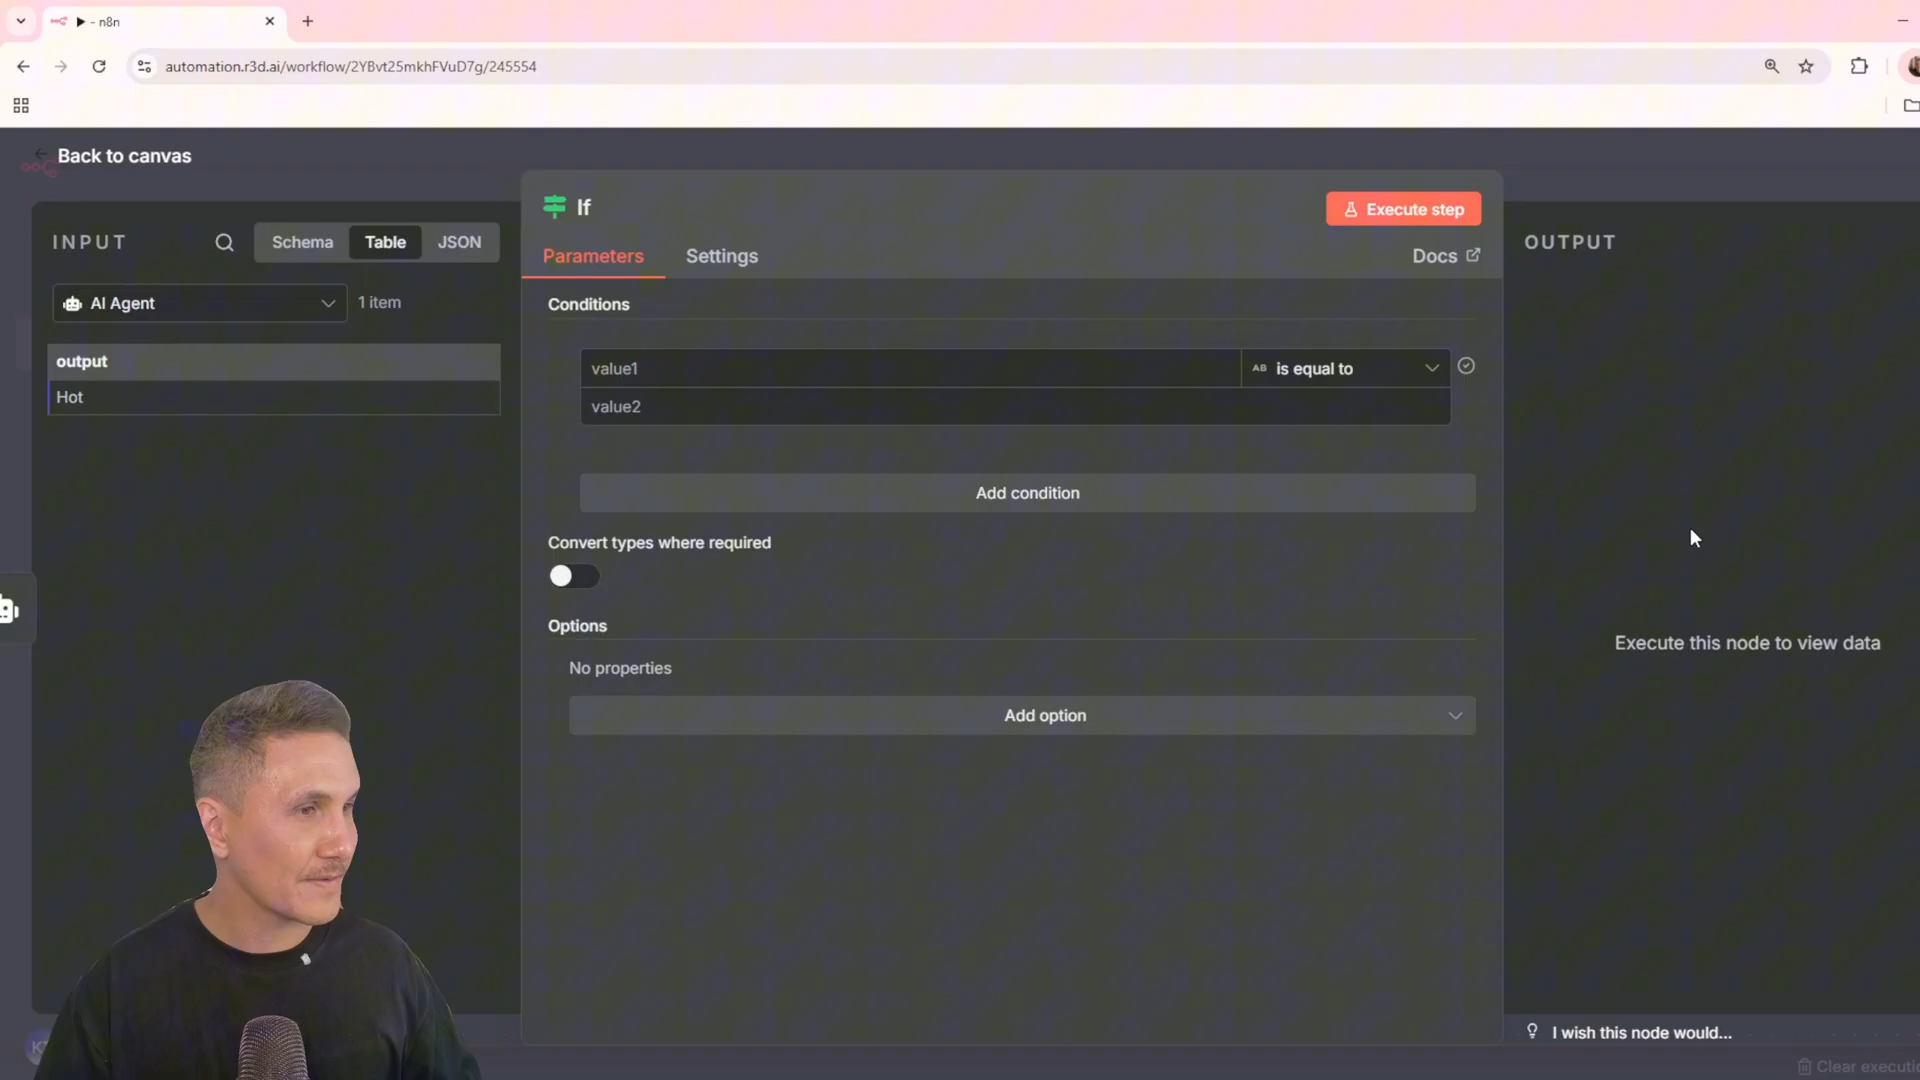 - n8n
automation.r3d.ai/workflow/2YBvt25mkhFVuD7g/245554
Back to canvas
INPUT
Schema
Table
JSON
AI Agent
1 item
output
Hot
If
Execute step
Parameters
Settings
Docs
Conditions
value1
AB is equal to
value2
Add condition
Convert types where required
Options
No properties
Add option
OUTPUT
Execute this node to view data
I wish this node would...
Clear